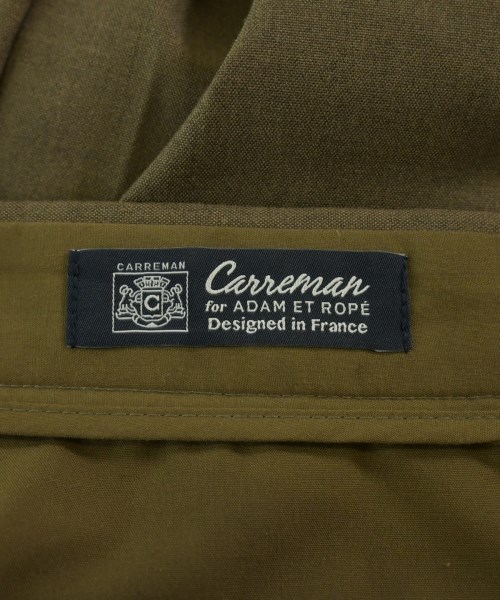 CARREMAN
C
Carreman
for ADAM ET ROPÉ
Designed in France